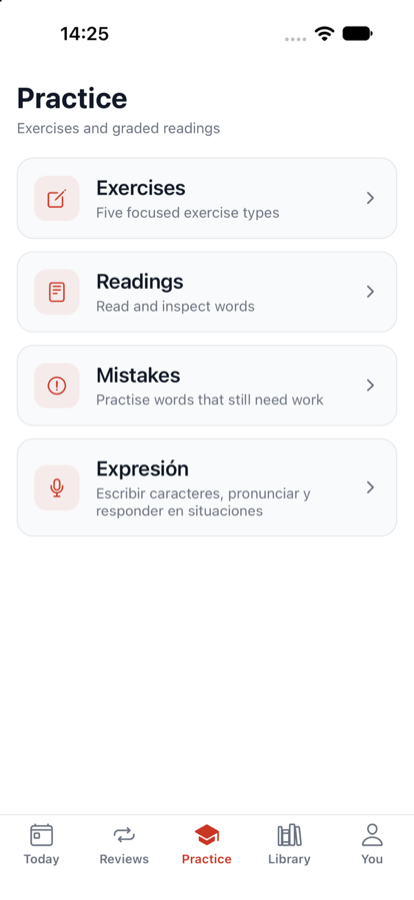 14:25
Practice
Exercises and graded readings
Exercises
Five focused exercise types
Readings
Read and inspect words
Mistakes
Practise words that still need work
Expresión
Escribir caracteres, pronunciar y
responder en situaciones
Today
Reviews
Practice
Library
You